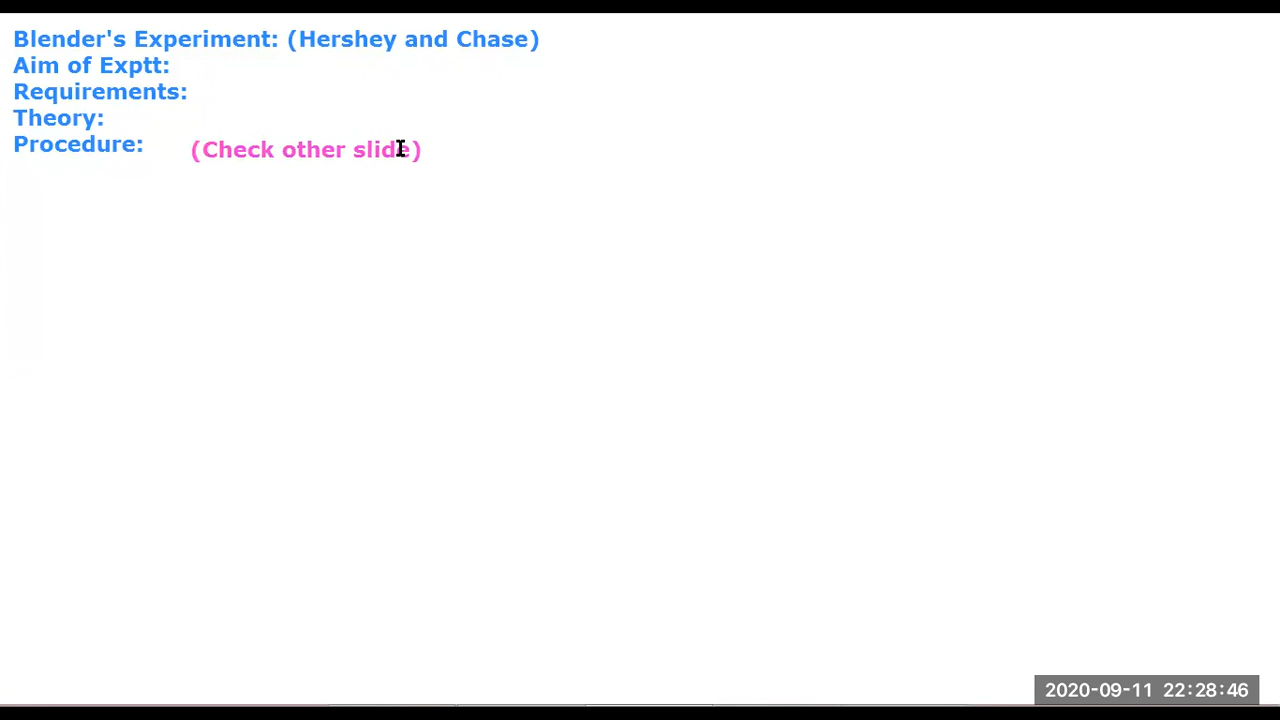 Blender's Experiment: (Hershey and Chase)
Aim of Exptt:
Requirements:
Theory:
Procedure: (Check other slide)
2020-09-11 22:28:46